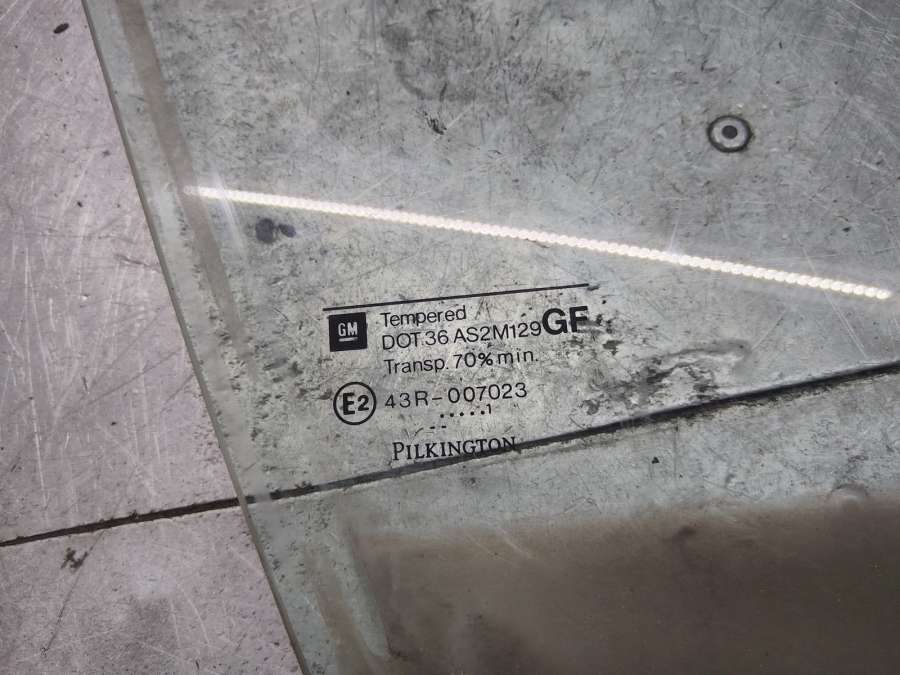 GM
Tempered
DOT.36 AS2M129 GF
Transp. 70% min.
E2 43R-007023
.....1
--
PILKINGTON